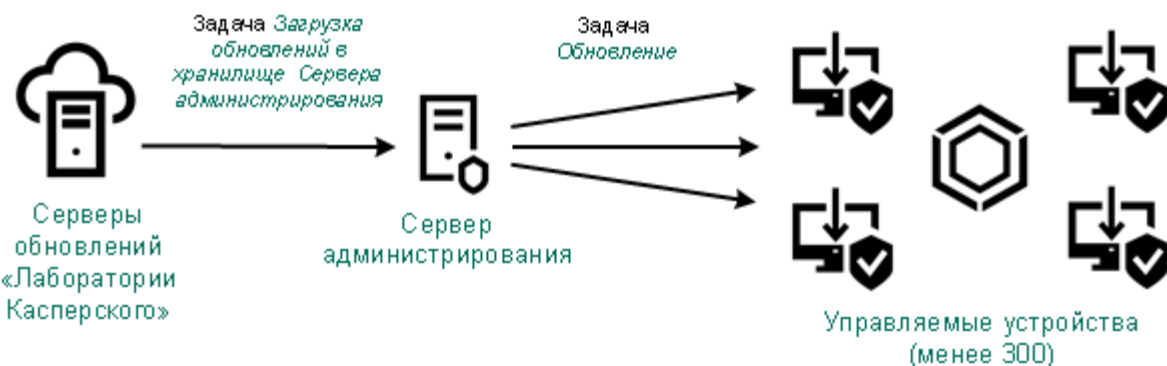 Задача Загрузка
обновлений в
хранилище Сервера
администрирования
Задача
Обновление
Серверы
обновлений
«Лаборатории
Касперского»
Сервер
администрирования
Управляемые устройства
(менее 300)